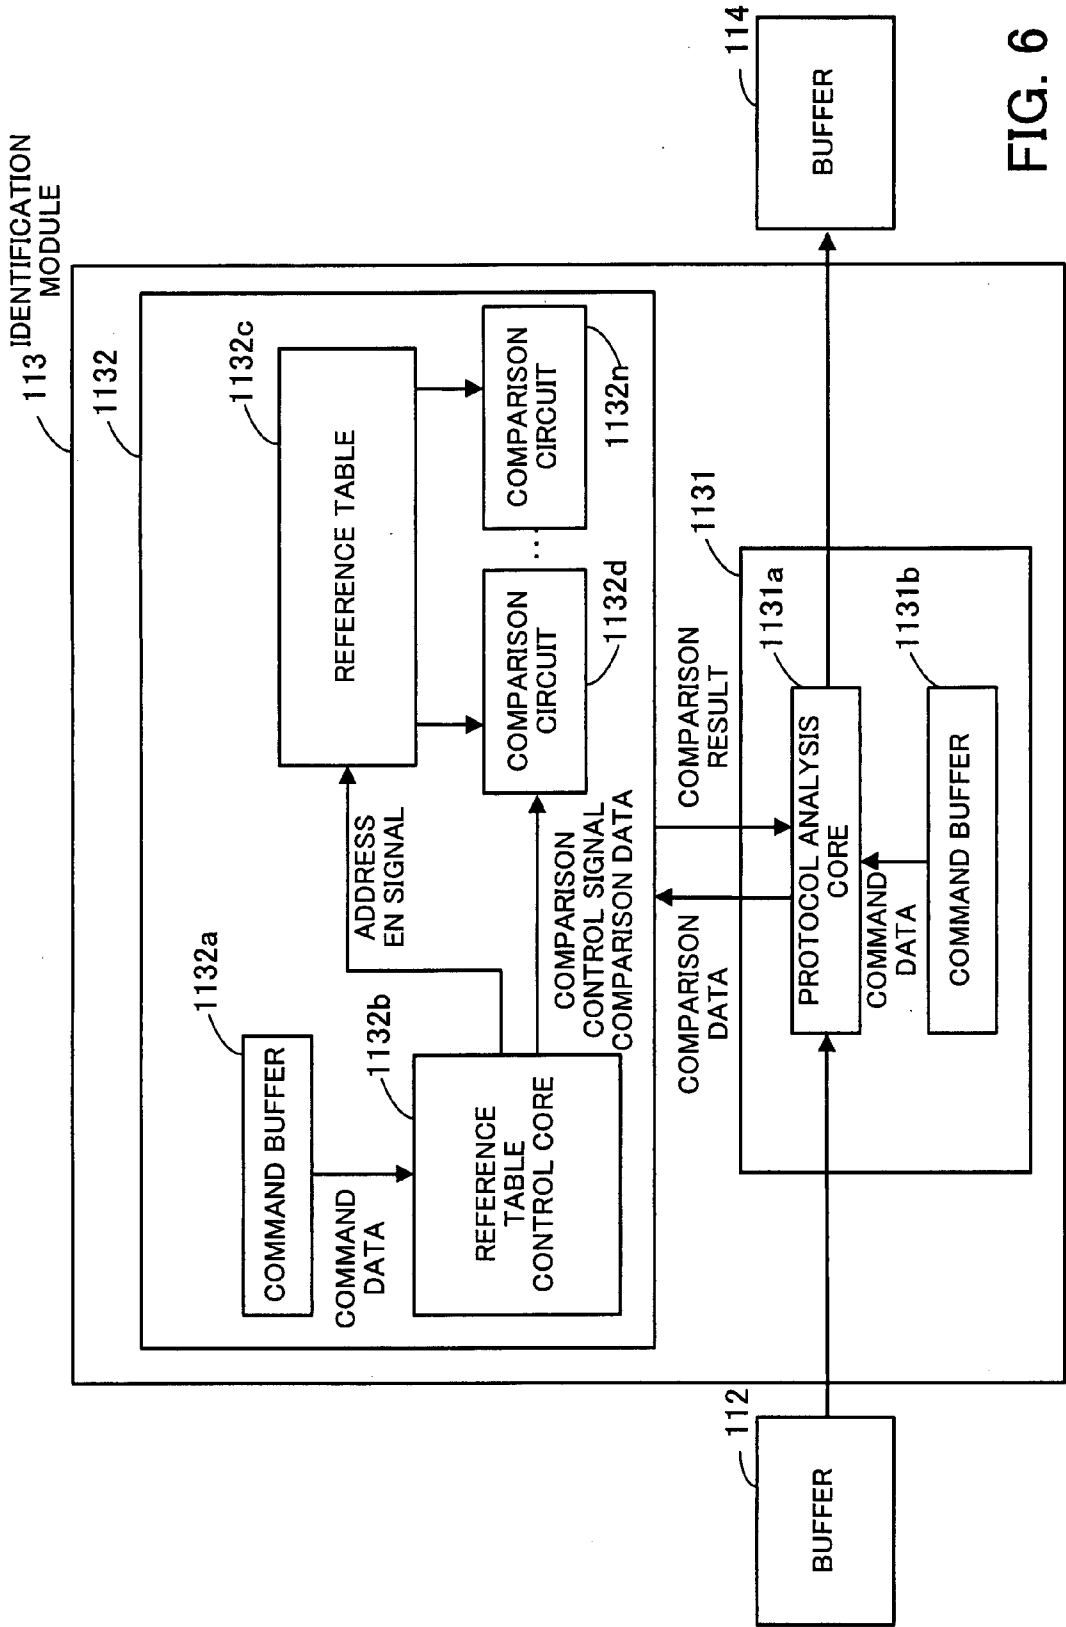 113 IDENTIFICATION
MODULE
1132
1132a
COMMAND BUFFER
COMMAND
DATA
1132b
REFERENCE
TABLE
CONTROL CORE
ADDRESS
EN SIGNAL
1132c
REFERENCE TABLE
COMPARISON
CONTROL SIGNAL
COMPARISON DATA
COMPARISON
CIRCUIT
1132d
...
COMPARISON
CIRCUIT
1132n
COMPARISON
DATA
COMPARISON
RESULT
112
BUFFER
1131
1131a
PROTOCOL ANALYSIS
CORE
COMMAND
DATA
1131b
COMMAND BUFFER
114
BUFFER
FIG. 6